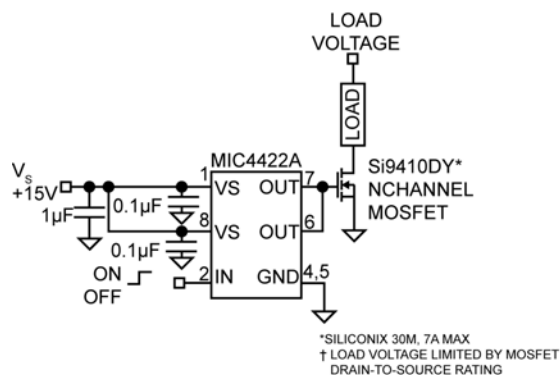 LOAD
VOLTAGE
LOAD
MIC4422A
Si9410DY*
NCHANNEL
MOSFET
VS
+15V
1
VS
OUT
7
1µF
0.1µF
8
VS
OUT
6
0.1µF
ON
OFF
2
IN
GND
4,5
*SILICONIX 30M, 7A MAX
† LOAD VOLTAGE LIMITED BY MOSFET
DRAIN-TO-SOURCE RATING